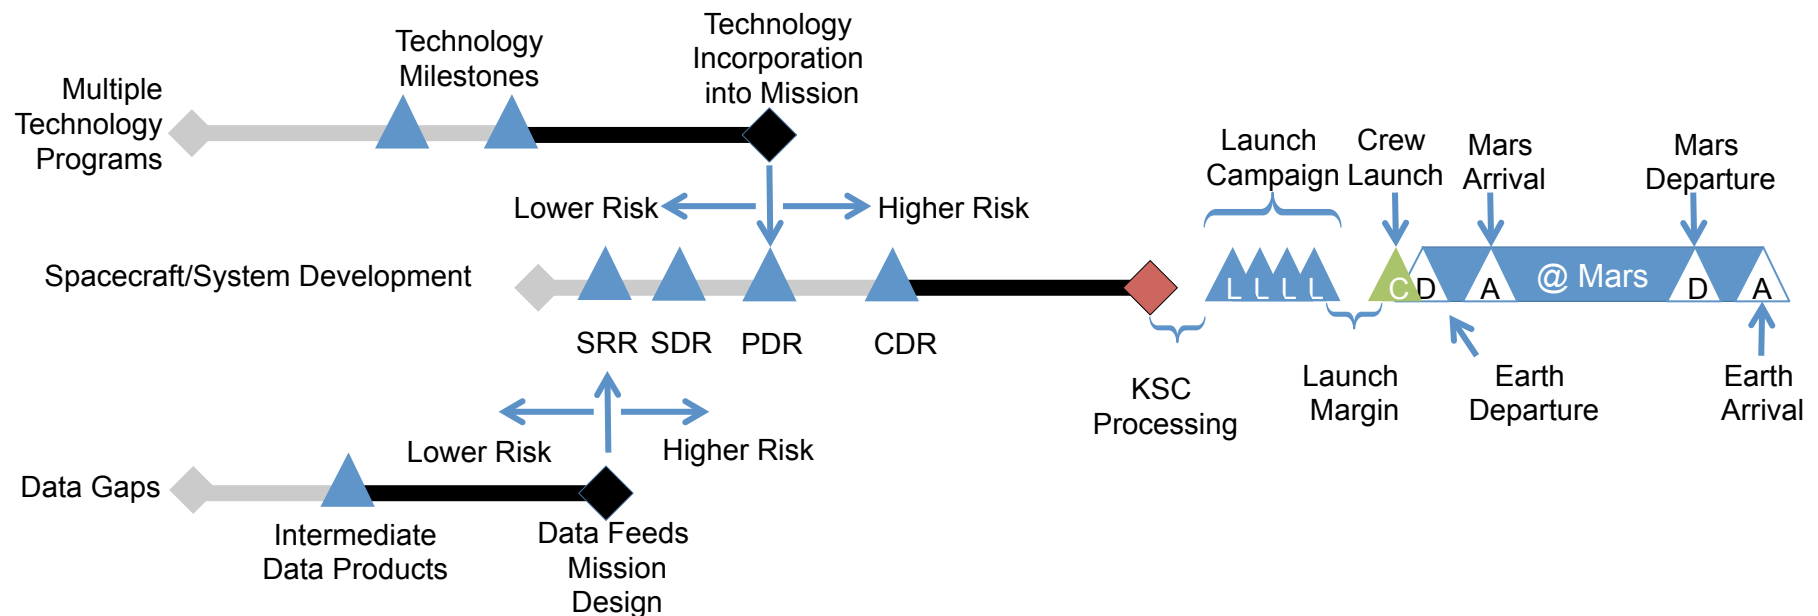 Multiple
Technology
Programs
Technology
Milestones
Technology
Incorporation
into Mission
Lower Risk
Higher Risk
Spacecraft/System Development
SRR
SDR
PDR
CDR
Launch
Campaign
Crew
Launch
Mars
Arrival
Mars
Departure
L
L
L
L
C
D
A
@ Mars
D
A
KSC
Processing
Launch
Margin
Earth
Departure
Earth
Arrival
Lower Risk
Higher Risk
Data Gaps
Intermediate
Data Products
Data Feeds
Mission
Design